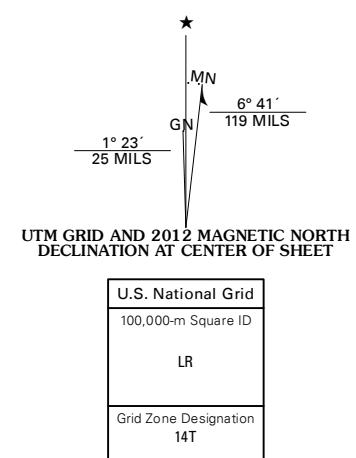 ★
MN
GN
6° 41´
119 MILS
1° 23´
25 MILS
UTM GRID AND 2012 MAGNETIC NORTH
DECLINATION AT CENTER OF SHEET
U.S. National Grid
100,000-m Square ID
LR
Grid Zone Designation
14T